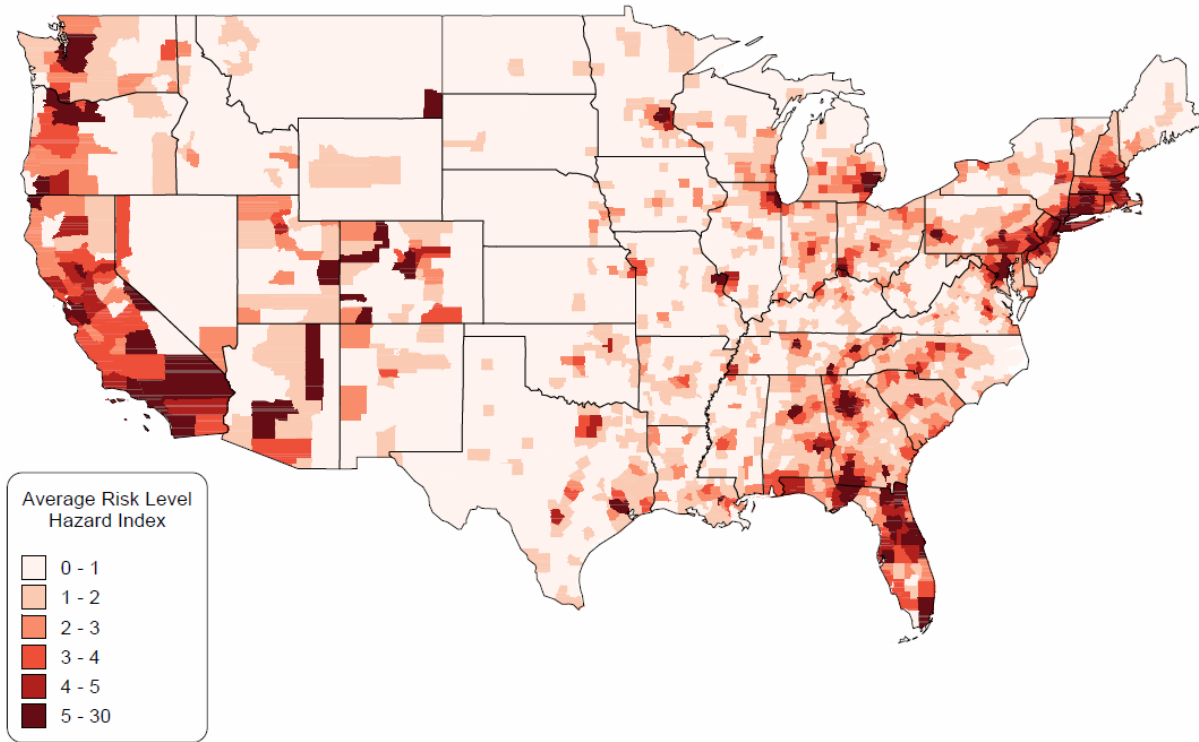 Average Risk Level
Hazard Index
0 - 1
1 - 2
2 - 3
3 - 4
4 - 5
5 - 30